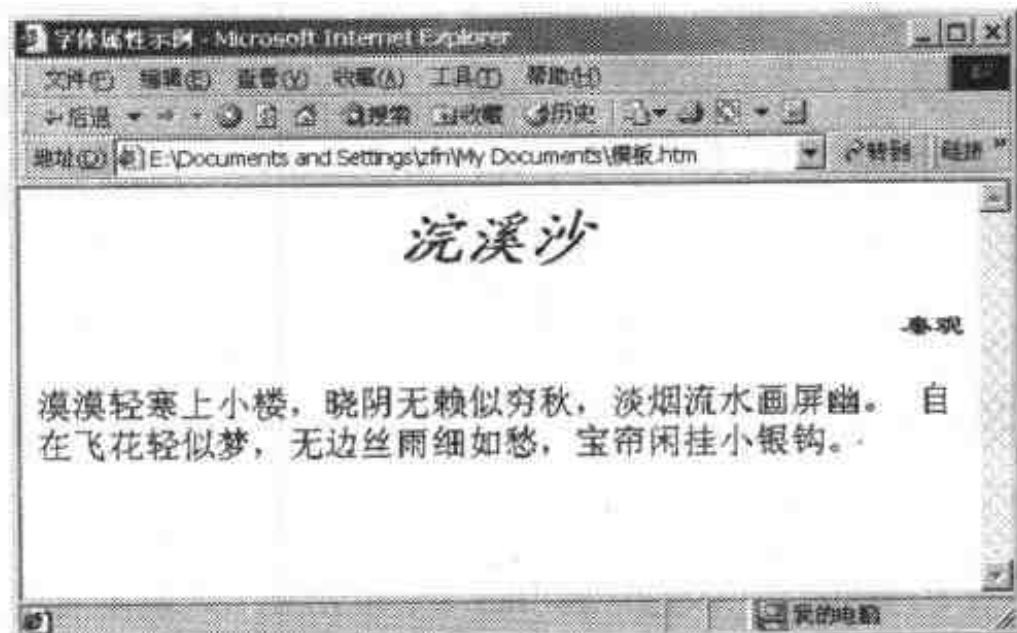 字体属性示例 - Microsoft Internet Explorer
文件(F) 编辑(E) 查看(V) 收藏(A) 工具(T) 帮助(H)
后退 搜索 收藏 历史
地址(D) E:\Documents and Settings\zfn\My Documents\模板.htm 转到 链接 »
浣溪沙
秦观
漠漠轻寒上小楼，晓阴无赖似穷秋，淡烟流水画屏幽。 自
在飞花轻似梦，无边丝雨细如愁，宝帘闲挂小银钩。
我的电脑